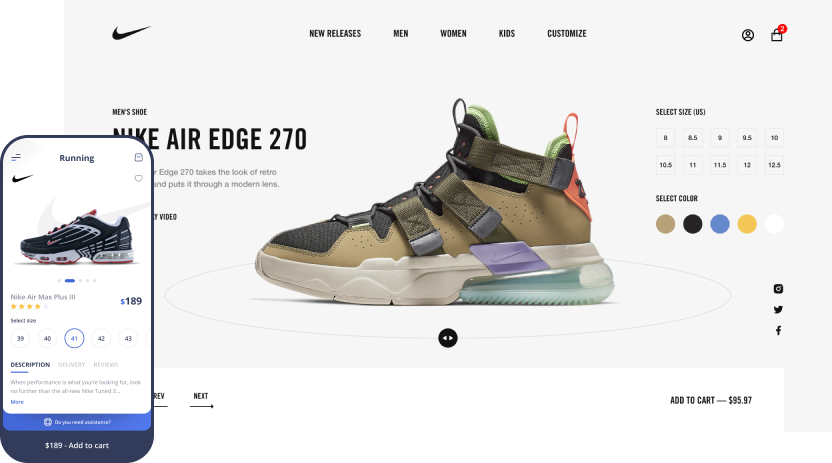 NEW RELEASES
MEN
WOMEN
KIDS
CUSTOMIZE
2
MEN'S SHOE
NIKE AIR EDGE 270
Edge 270 takes the look of retro
and puts it through a modern lens.
VIDEO
SELECT SIZE (US)
8 8.5 9 9.5 10
10.5 11 11.5 12 12.5
SELECT COLOR
NEXT
ADD TO CART — $95.97
Running
Nike Air Max Plus III
$189
Select size
39 40 41 42 43
DESCRIPTION DELIVERY REVIEWS
When performance is what you're looking for, look
no further than the all-new Nike Tuned 3...
More
Do you need assistance?
$189 - Add to cart